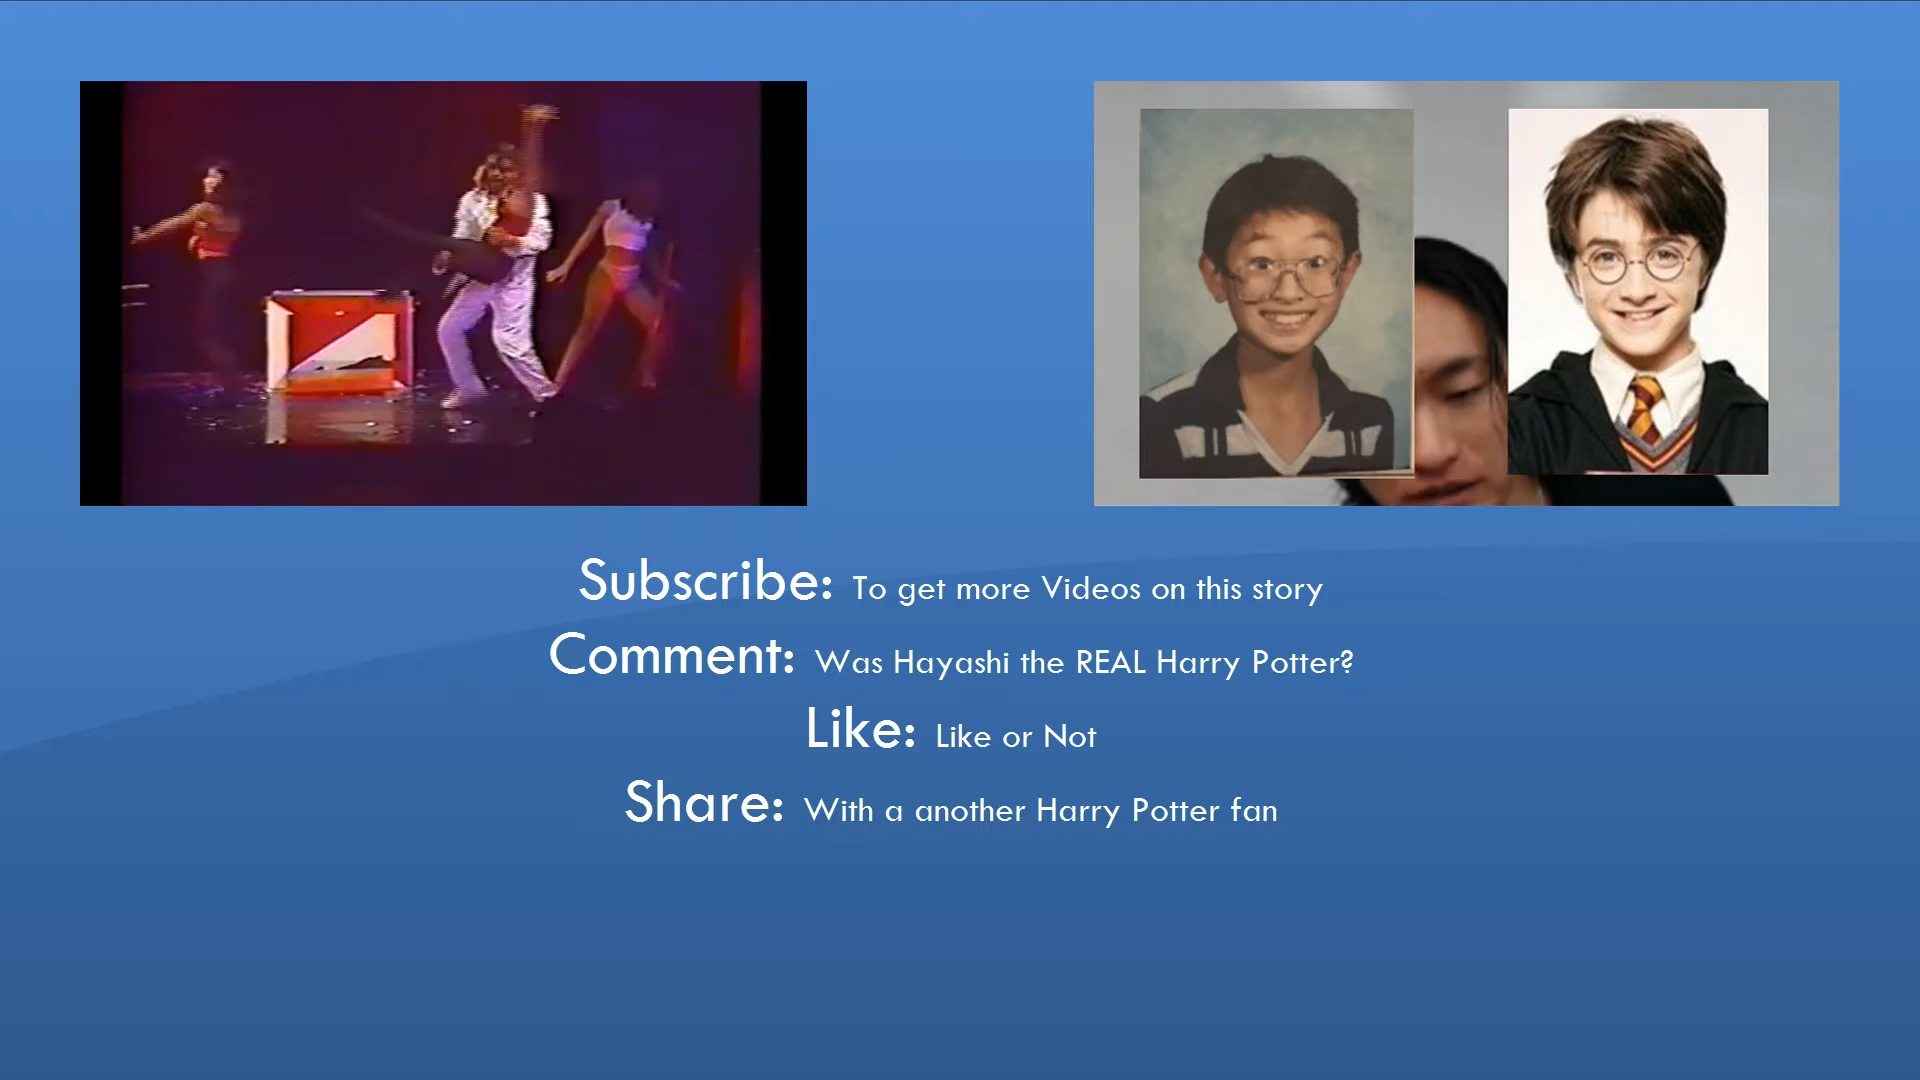 Subscribe: To get more Videos on this story
Comment: Was Hayashi the REAL Harry Potter?
Like: Like or Not
Share: With a another Harry Potter fan